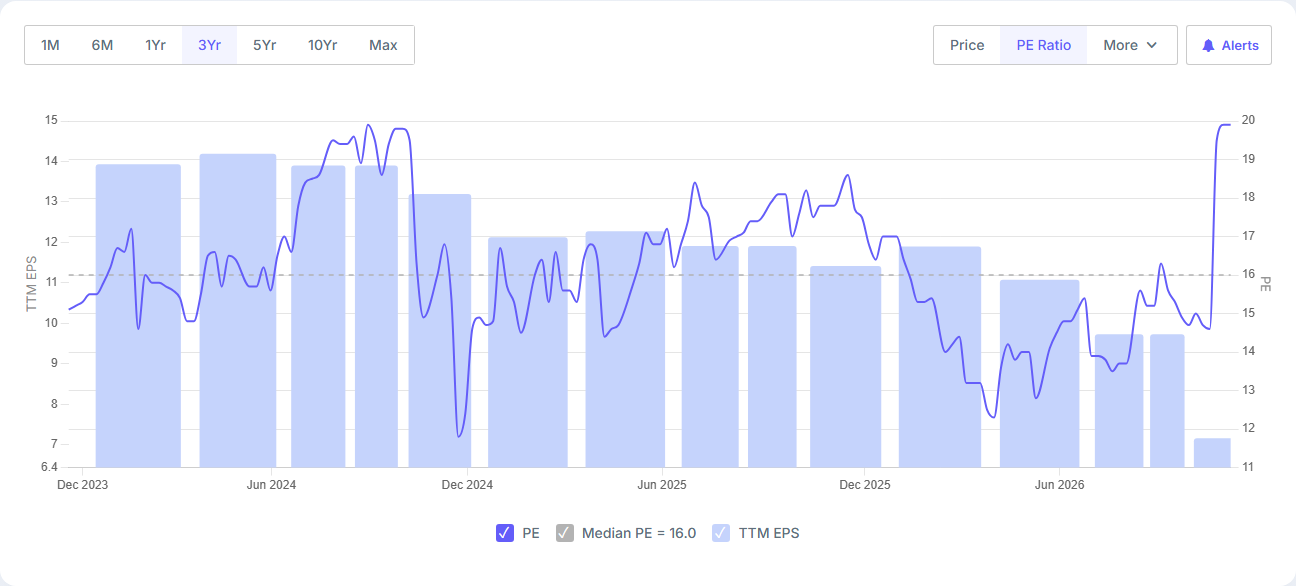 1M 6M 1Yr 3Yr 5Yr 10Yr Max Price PE Ratio More Alerts
15 20
14 19
13 18
12 17
11 16
10 15
9 14
8 13
7 12
6.4 11
TTM EPS
PE
Dec 2023 Jun 2024 Dec 2024 Jun 2025 Dec 2025 Jun 2026
PE Median PE = 16.0 TTM EPS